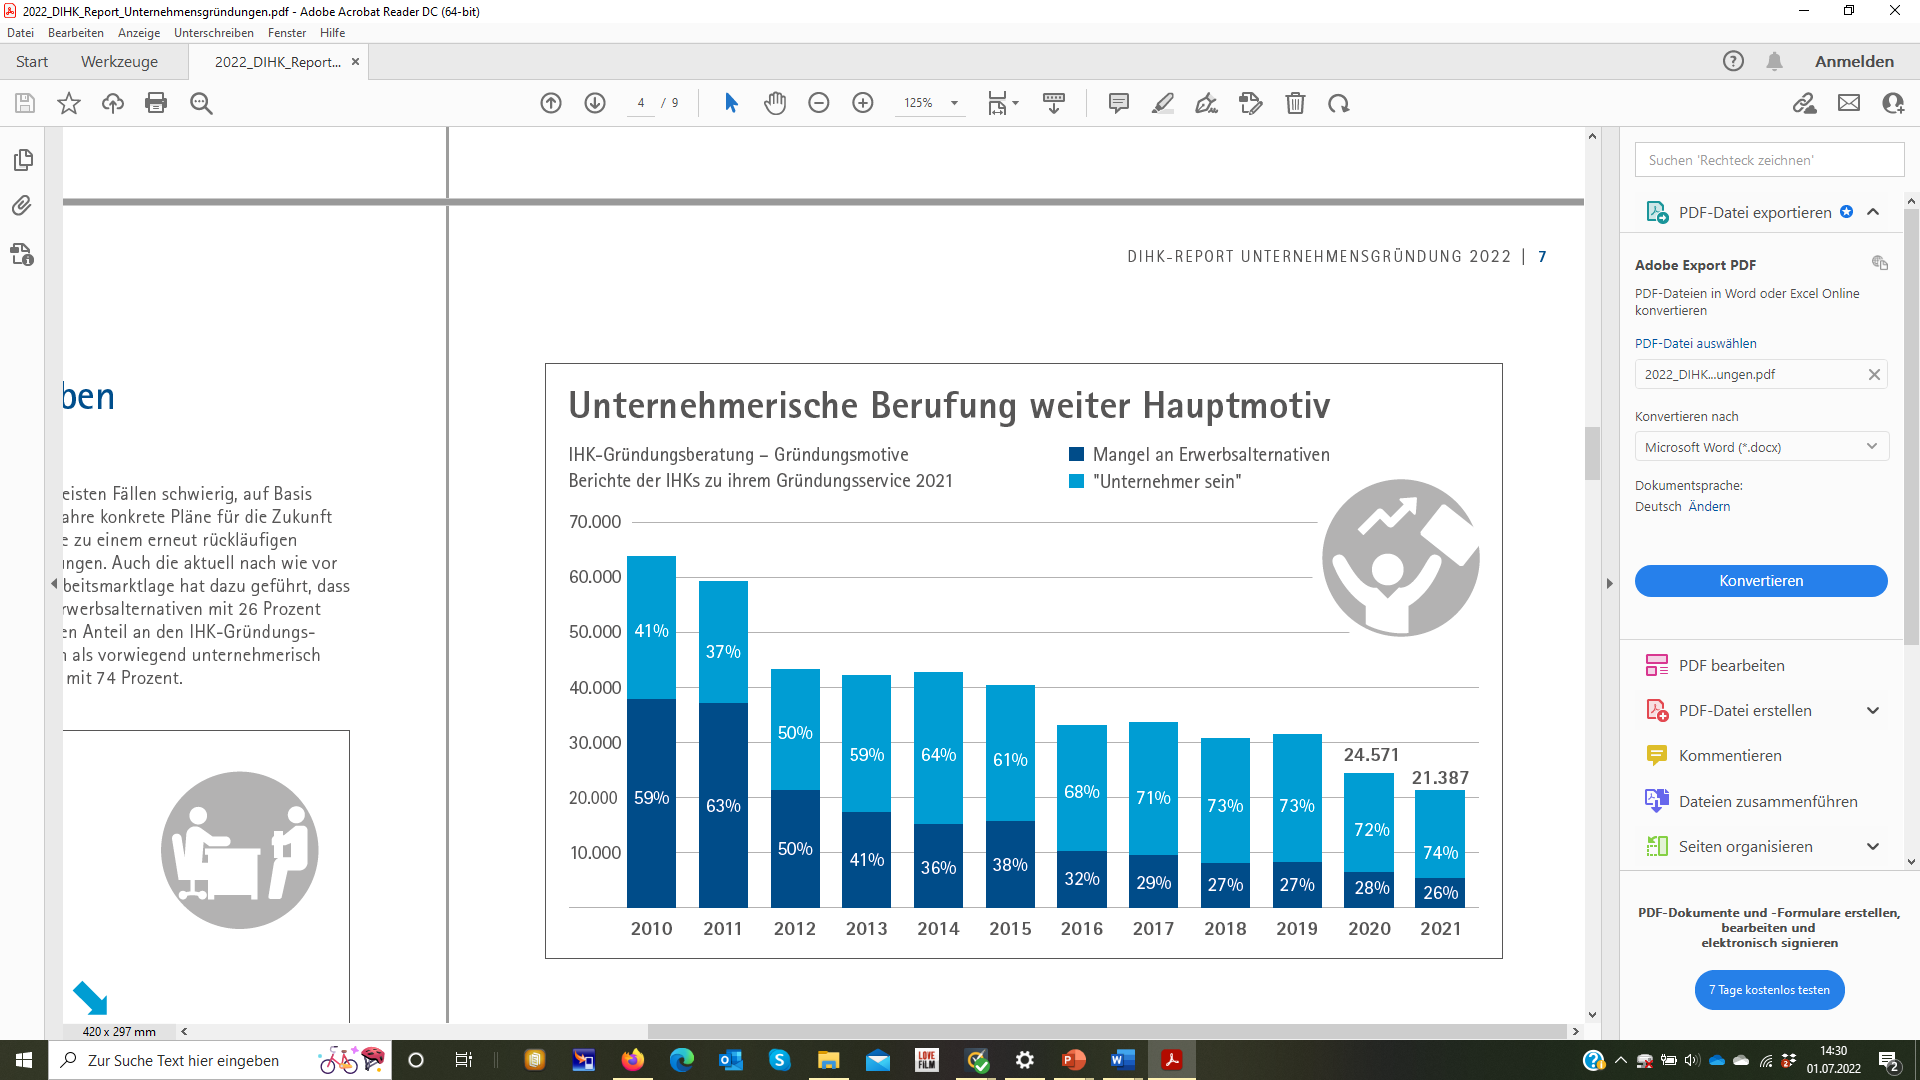 2022_DIHK_Report_Unternehmensgründungen.pdf - Adobe Acrobat Reader DC (64-bit)
Datei Bearbeiten Anzeige Unterschreiben Fenster Hilfe
Start Werkzeuge 2022_DIHK_Report... × Anmelden
4 / 9 125%
DIHK-REPORT UNTERNEHMENSGRÜNDUNG 2022 | 7
ben
eisten Fällen schwierig, auf Basis
ahre konkrete Pläne für die Zukunft
e zu einem erneut rückläufigen
ungen. Auch die aktuell nach wie vor
beitsmarktlage hat dazu geführt, dass
rwerbsalternativen mit 26 Prozent
en Anteil an den IHK-Gründungs-
n als vorwiegend unternehmerisch
mit 74 Prozent.
Unternehmerische Berufung weiter Hauptmotiv
IHK-Gründungsberatung – Gründungsmotive
Berichte der IHKs zu ihrem Gründungsservice 2021
Mangel an Erwerbsalternativen
"Unternehmer sein"
70.000
60.000
50.000
40.000
30.000
20.000
10.000
41% 37% 50% 59% 64% 61% 68% 71% 73% 73% 72% 74%
59% 63% 50% 41% 36% 38% 32% 29% 27% 27% 28% 26%
24.571
21.387
2010 2011 2012 2013 2014 2015 2016 2017 2018 2019 2020 2021
420 x 297 mm
Suchen 'Rechteck zeichnen'
PDF-Datei exportieren
Adobe Export PDF
PDF-Dateien in Word oder Excel Online
konvertieren
PDF-Datei auswählen
2022_DIHK...ungen.pdf
Konvertieren nach
Microsoft Word (*.docx)
Dokumentsprache:
Deutsch Ändern
Konvertieren
PDF bearbeiten
PDF-Datei erstellen
Kommentieren
Dateien zusammenführen
Seiten organisieren
PDF-Dokumente und -Formulare erstellen,
bearbeiten und
elektronisch signieren
7 Tage kostenlos testen
Zur Suche Text hier eingeben
LOVE
FILM
14:30
01.07.2022
2